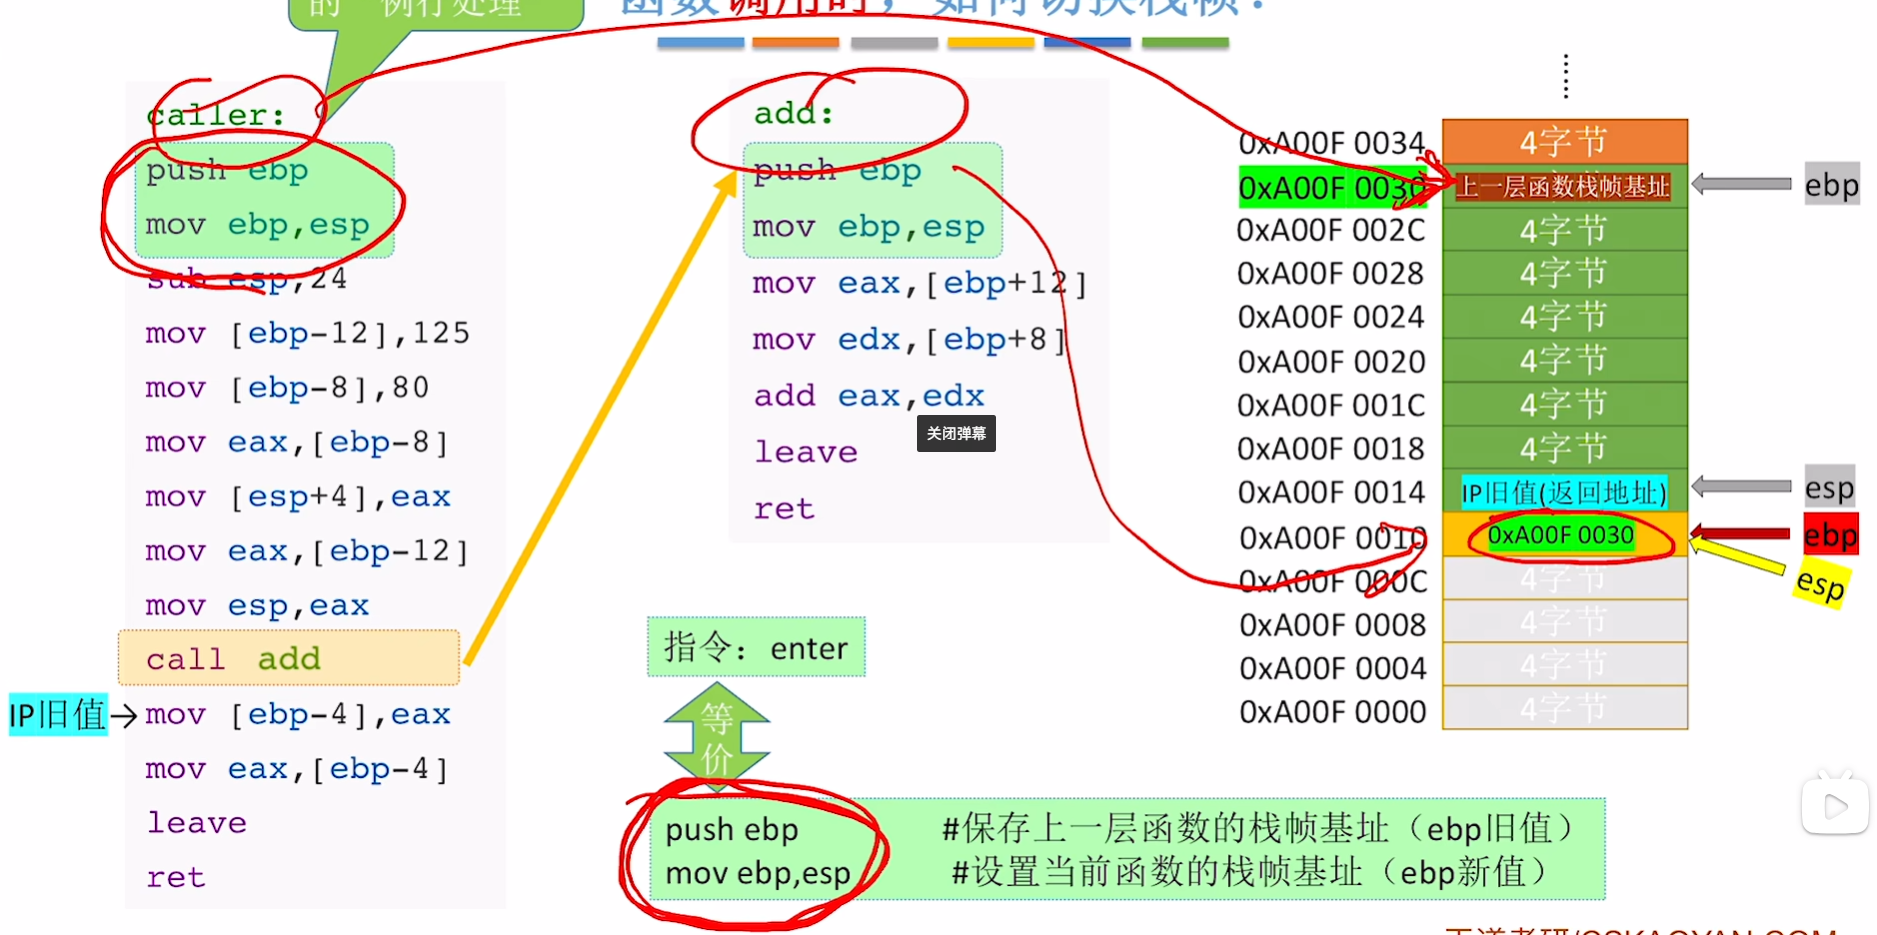 的“例行处理”
函数调用时，如何切换栈帧？
caller:
push ebp
mov ebp,esp
sub esp,24
mov [ebp-12],125
mov [ebp-8],80
mov eax,[ebp-8]
mov [esp+4],eax
mov eax,[ebp-12]
mov esp,eax
call add
IP旧值→mov [ebp-4],eax
mov eax,[ebp-4]
leave
ret
add:
push ebp
mov ebp,esp
mov eax,[ebp+12]
mov edx,[ebp+8]
add eax,edx
关闭弹幕
leave
ret
指令：enter
等
价
push ebp #保存上一层函数的栈帧基址（ebp旧值）
mov ebp,esp #设置当前函数的栈帧基址（ebp新值）
0xA00F 0034 4字节
0xA00F 0030 上一层函数栈帧基址 ebp
0xA00F 002C 4字节
0xA00F 0028 4字节
0xA00F 0024 4字节
0xA00F 0020 4字节
0xA00F 001C 4字节
0xA00F 0018 4字节
0xA00F 0014 IP旧值(返回地址) esp
0xA00F 0010 0xA00F 0030 ebp
esp
0xA00F 000C 4字节
0xA00F 0008 4字节
0xA00F 0004 4字节
0xA00F 0000 4字节
王道考研/CSKAOYAN.COM